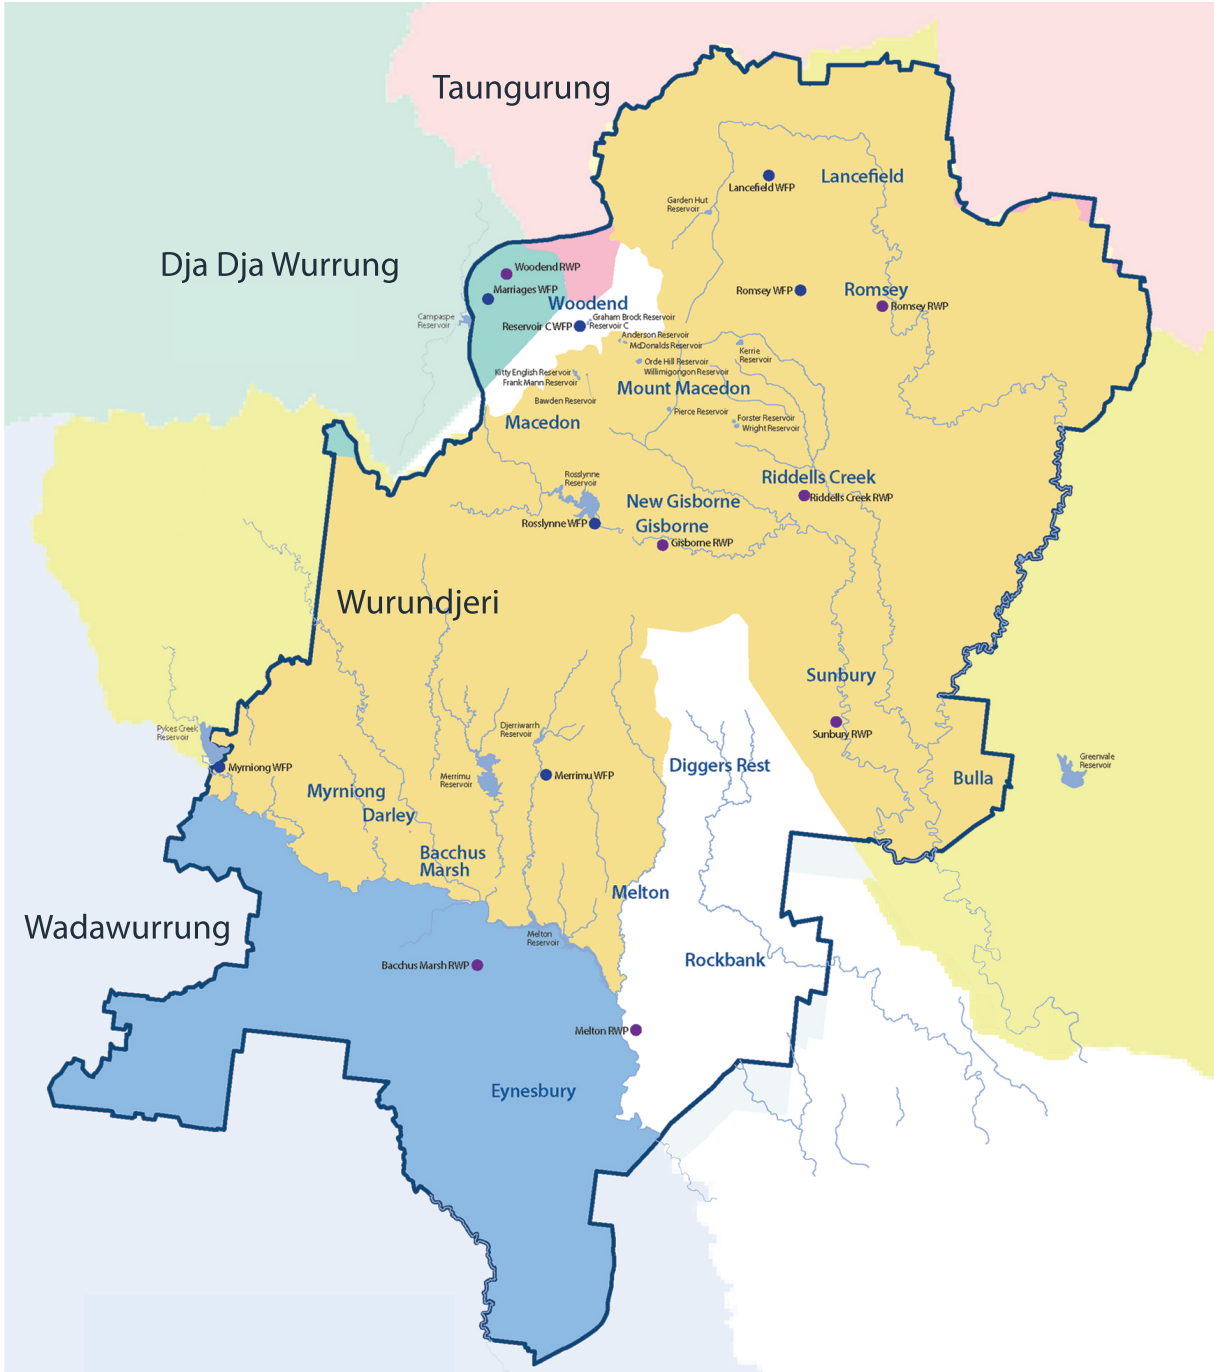 Taungurung
Lancefield WFP
Lancefield
Garden Hut
Reservoir
Dja Dja Wurrung
Woodend RWP
Marriages WFP
Woodend
Romsey WFP
Romsey
Romsey RWP
Campaspe
Reservoir
Reservoir C WFP
Graham Brock Reservoir
Reservoir C
Anderson Reservoir
McDonalds Reservoir
Kerrie
Reservoir
Orde Hill Reservoir
Willimigongon Reservoir
Kitty English Reservoir
Frank Mann Reservoir
Mount Macedon
Bawden Reservoir
Pierce Reservoir
Macedon
Forster Reservoir
Wright Reservoir
Rosslynne
Reservoir
Riddells Creek
Riddells Creek RWP
New Gisborne
Rosslynne WFP
Gisborne
Gisborne RWP
Wurundjeri
Sunbury
Sunbury RWP
Pykes Creek
Reservoir
Djerriwarrh
Reservoir
Myrniong WFP
Merrimu
Reservoir
Merrimu WFP
Diggers Rest
Bulla
Greenvale
Reservoir
Myrniong
Darley
Bacchus
Marsh
Melton
Wadawurrung
Melton
Reservoir
Bacchus Marsh RWP
Rockbank
Melton RWP
Eynesbury